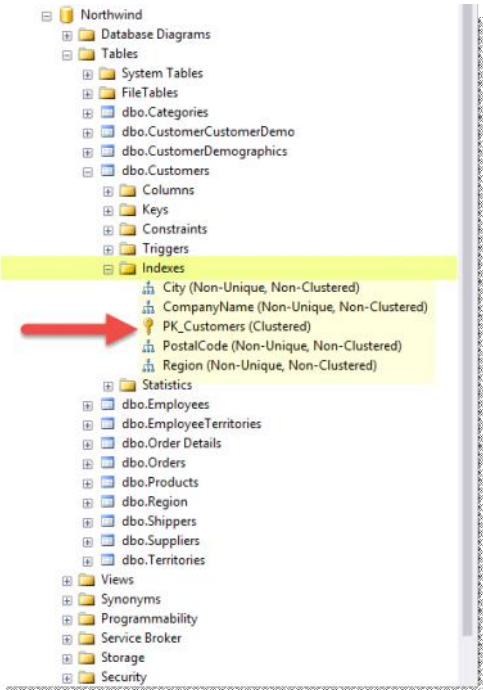 Northwind
Database Diagrams
Tables
System Tables
FileTables
dbo.Categories
dbo.CustomerCustomerDemo
dbo.CustomerDemographics
dbo.Customers
Columns
Keys
Constraints
Triggers
Indexes
City (Non-Unique, Non-Clustered)
CompanyName (Non-Unique, Non-Clustered)
PK_Customers (Clustered)
PostalCode (Non-Unique, Non-Clustered)
Region (Non-Unique, Non-Clustered)
Statistics
dbo.Employees
dbo.EmployeeTerritories
dbo.Order Details
dbo.Orders
dbo.Products
dbo.Region
dbo.Shippers
dbo.Suppliers
dbo.Territories
Views
Synonyms
Programmability
Service Broker
Storage
Security